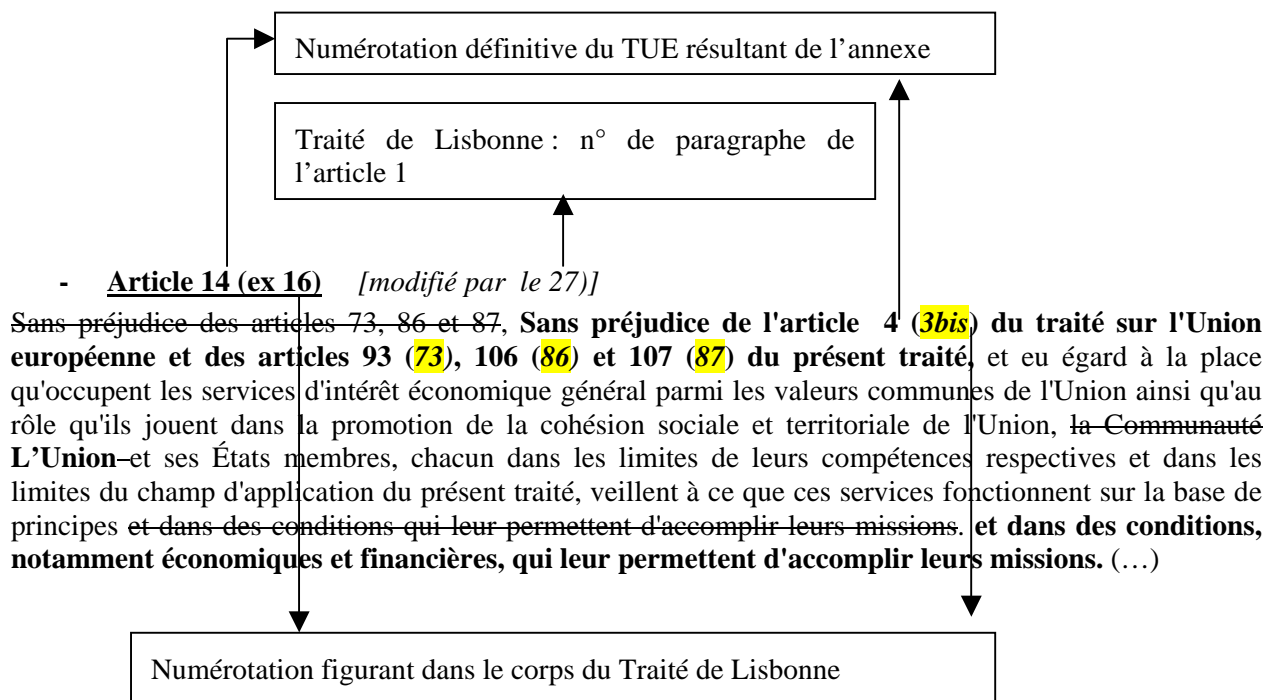 Numérotation définitive du TUE résultant de l’annexe
Traité de Lisbonne : n° de paragraphe de
l’article 1
- Article 14 (ex 16) [modifié par le 27)]
Sans préjudice des articles 73, 86 et 87, Sans préjudice de l'article 4 (3bis) du traité sur l'Union
européenne et des articles 93 (73), 106 (86) et 107 (87) du présent traité, et eu égard à la place
qu'occupent les services d'intérêt économique général parmi les valeurs communes de l'Union ainsi qu'au
rôle qu'ils jouent dans la promotion de la cohésion sociale et territoriale de l'Union, la Communauté
L’Union et ses États membres, chacun dans les limites de leurs compétences respectives et dans les
limites du champ d'application du présent traité, veillent à ce que ces services fonctionnent sur la base de
principes et dans des conditions qui leur permettent d'accomplir leurs missions. et dans des conditions,
notamment économiques et financières, qui leur permettent d'accomplir leurs missions. (…)
Numérotation figurant dans le corps du Traité de Lisbonne